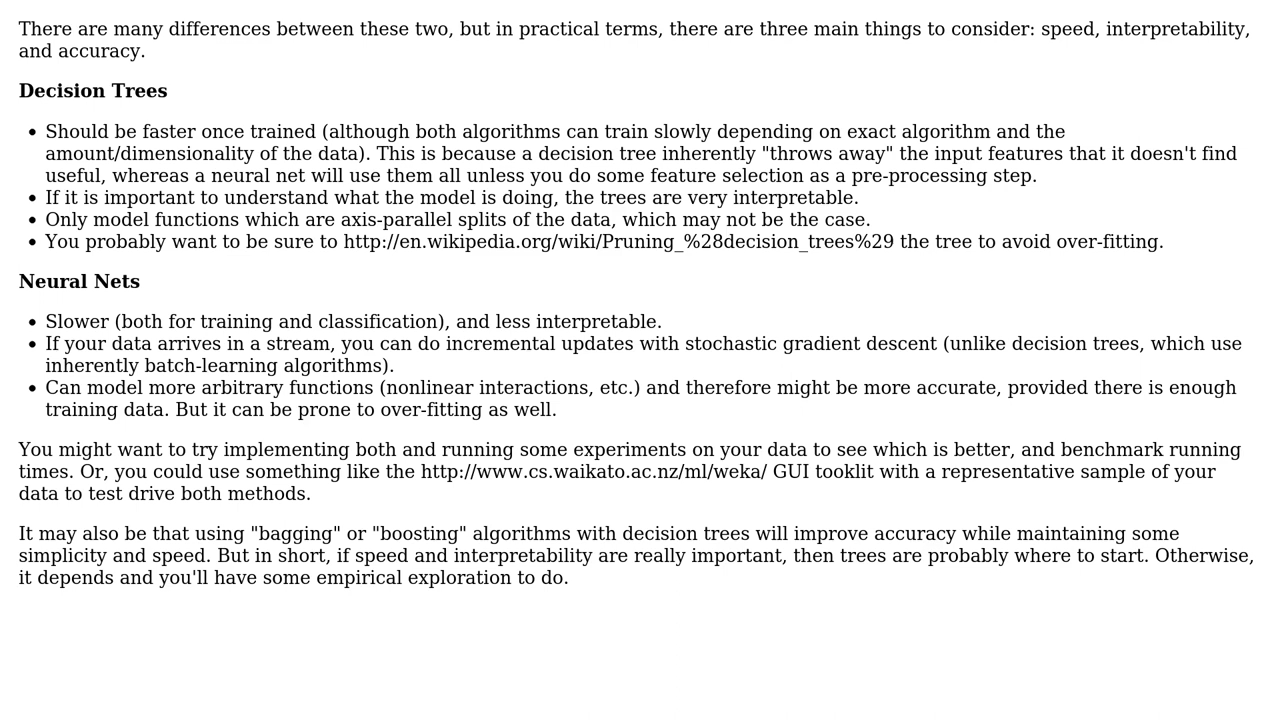 There are many differences between these two, but in practical terms, there are three main things to consider: speed, interpretability,
and accuracy.
Decision Trees
• Should be faster once trained (although both algorithms can train slowly depending on exact algorithm and the
amount/dimensionality of the data). This is because a decision tree inherently "throws away" the input features that it doesn't find
useful, whereas a neural net will use them all unless you do some feature selection as a pre-processing step.
• If it is important to understand what the model is doing, the trees are very interpretable.
• Only model functions which are axis-parallel splits of the data, which may not be the case.
• You probably want to be sure to http://en.wikipedia.org/wiki/Pruning_%28decision_trees%29 the tree to avoid over-fitting.
Neural Nets
• Slower (both for training and classification), and less interpretable.
• If your data arrives in a stream, you can do incremental updates with stochastic gradient descent (unlike decision trees, which use
inherently batch-learning algorithms).
• Can model more arbitrary functions (nonlinear interactions, etc.) and therefore might be more accurate, provided there is enough
training data. But it can be prone to over-fitting as well.
You might want to try implementing both and running some experiments on your data to see which is better, and benchmark running
times. Or, you could use something like the http://www.cs.waikato.ac.nz/ml/weka/ GUI tooklit with a representative sample of your
data to test drive both methods.
It may also be that using "bagging" or "boosting" algorithms with decision trees will improve accuracy while maintaining some
simplicity and speed. But in short, if speed and interpretability are really important, then trees are probably where to start. Otherwise,
it depends and you'll have some empirical exploration to do.